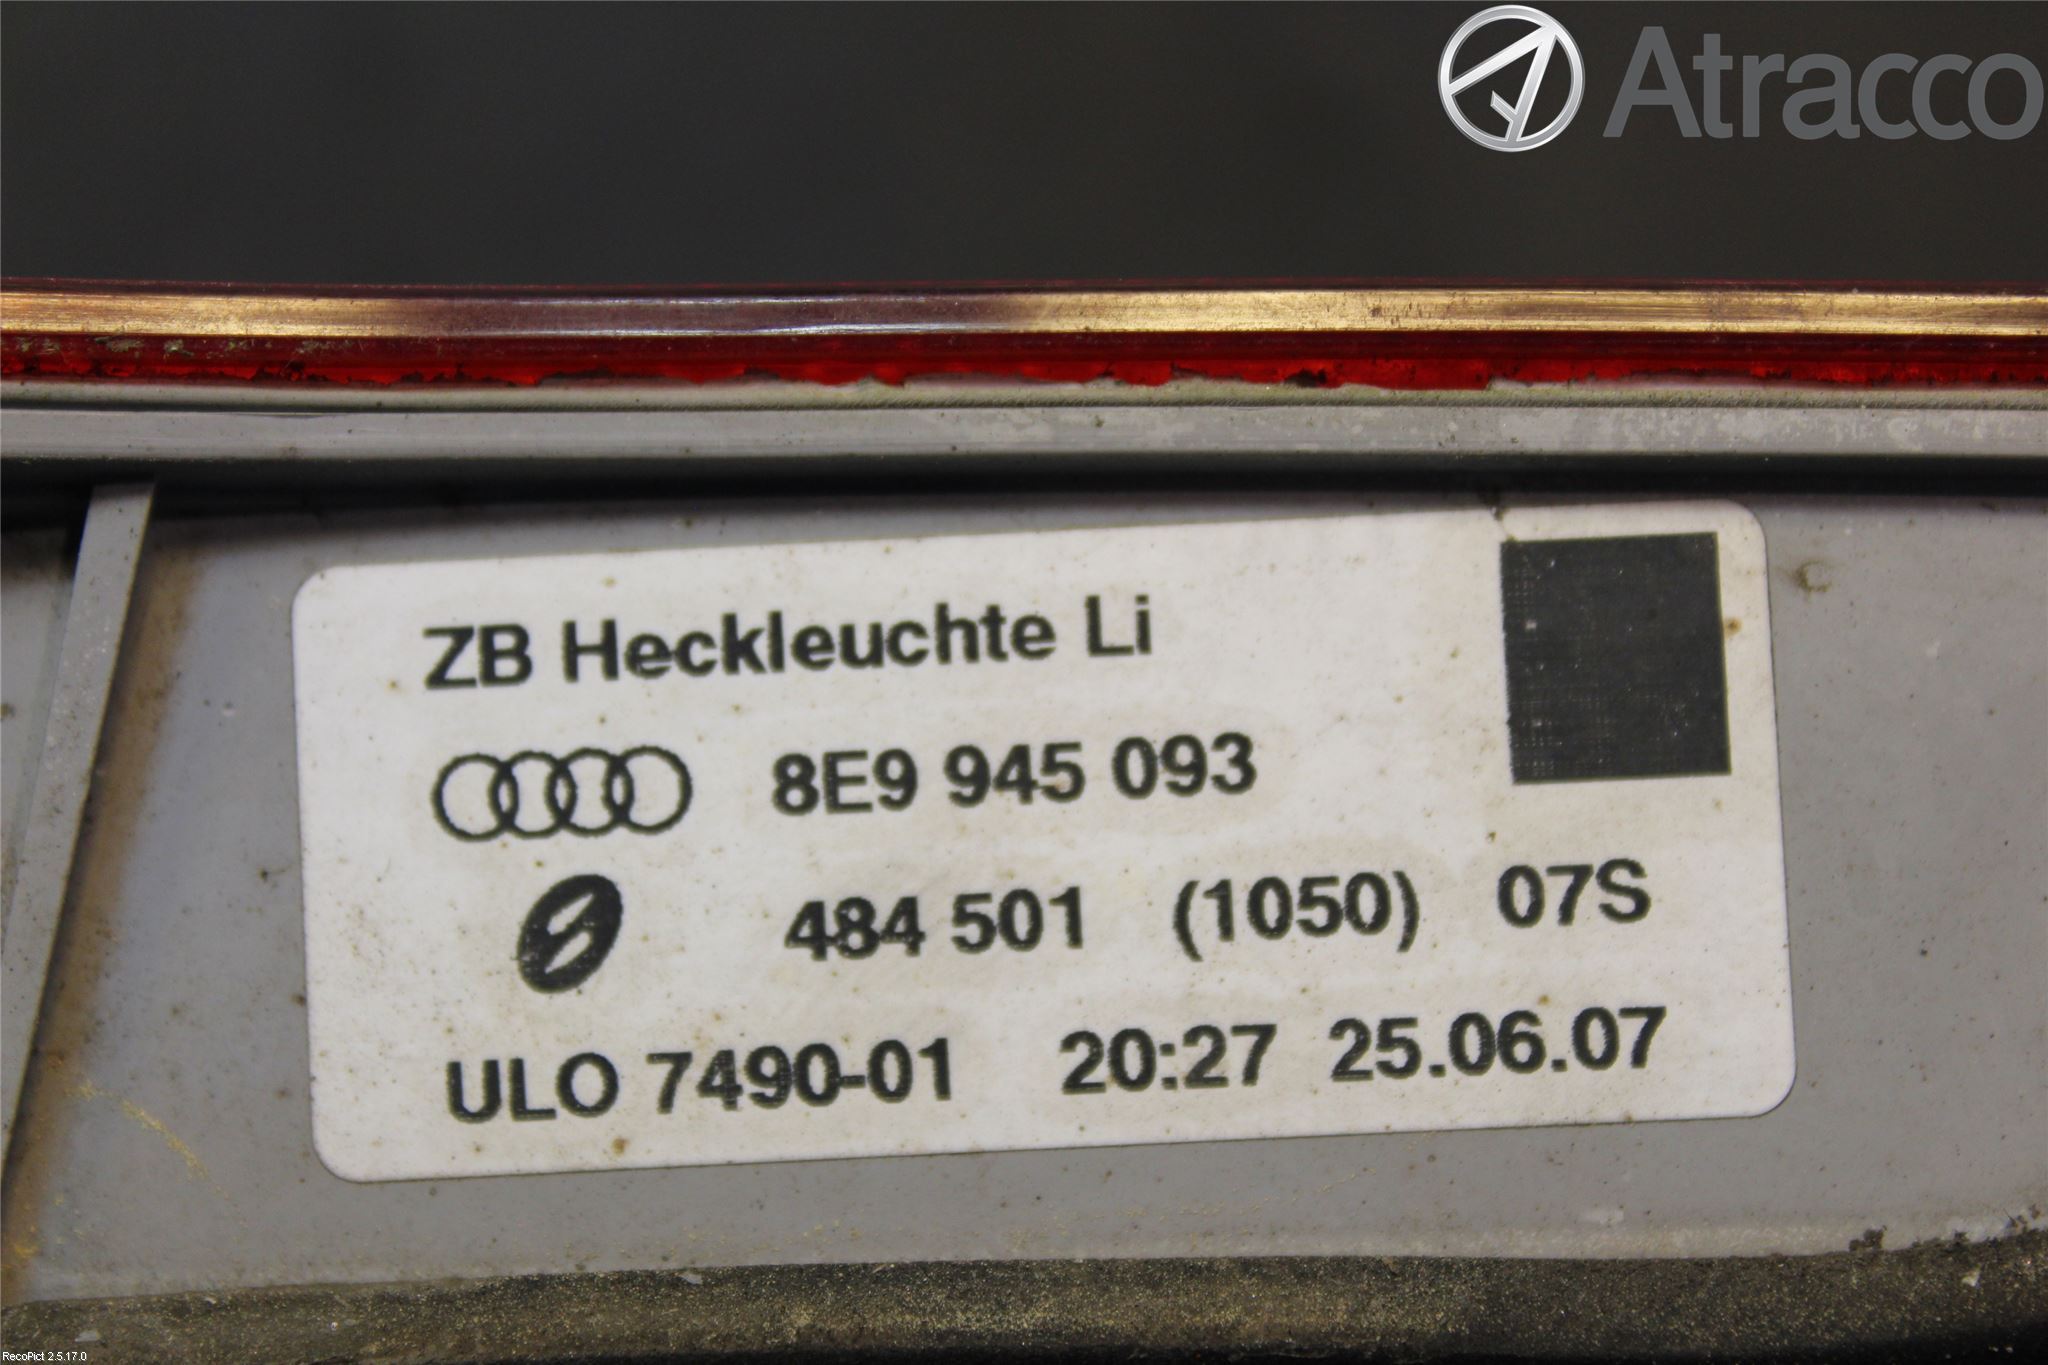 Atracco
ZB Heckleuchte Li
8E9 945 093
484 501 (1050) 07S
ULO 7490-01 20:27 25.06.07
RecoPict 2.5.17.0